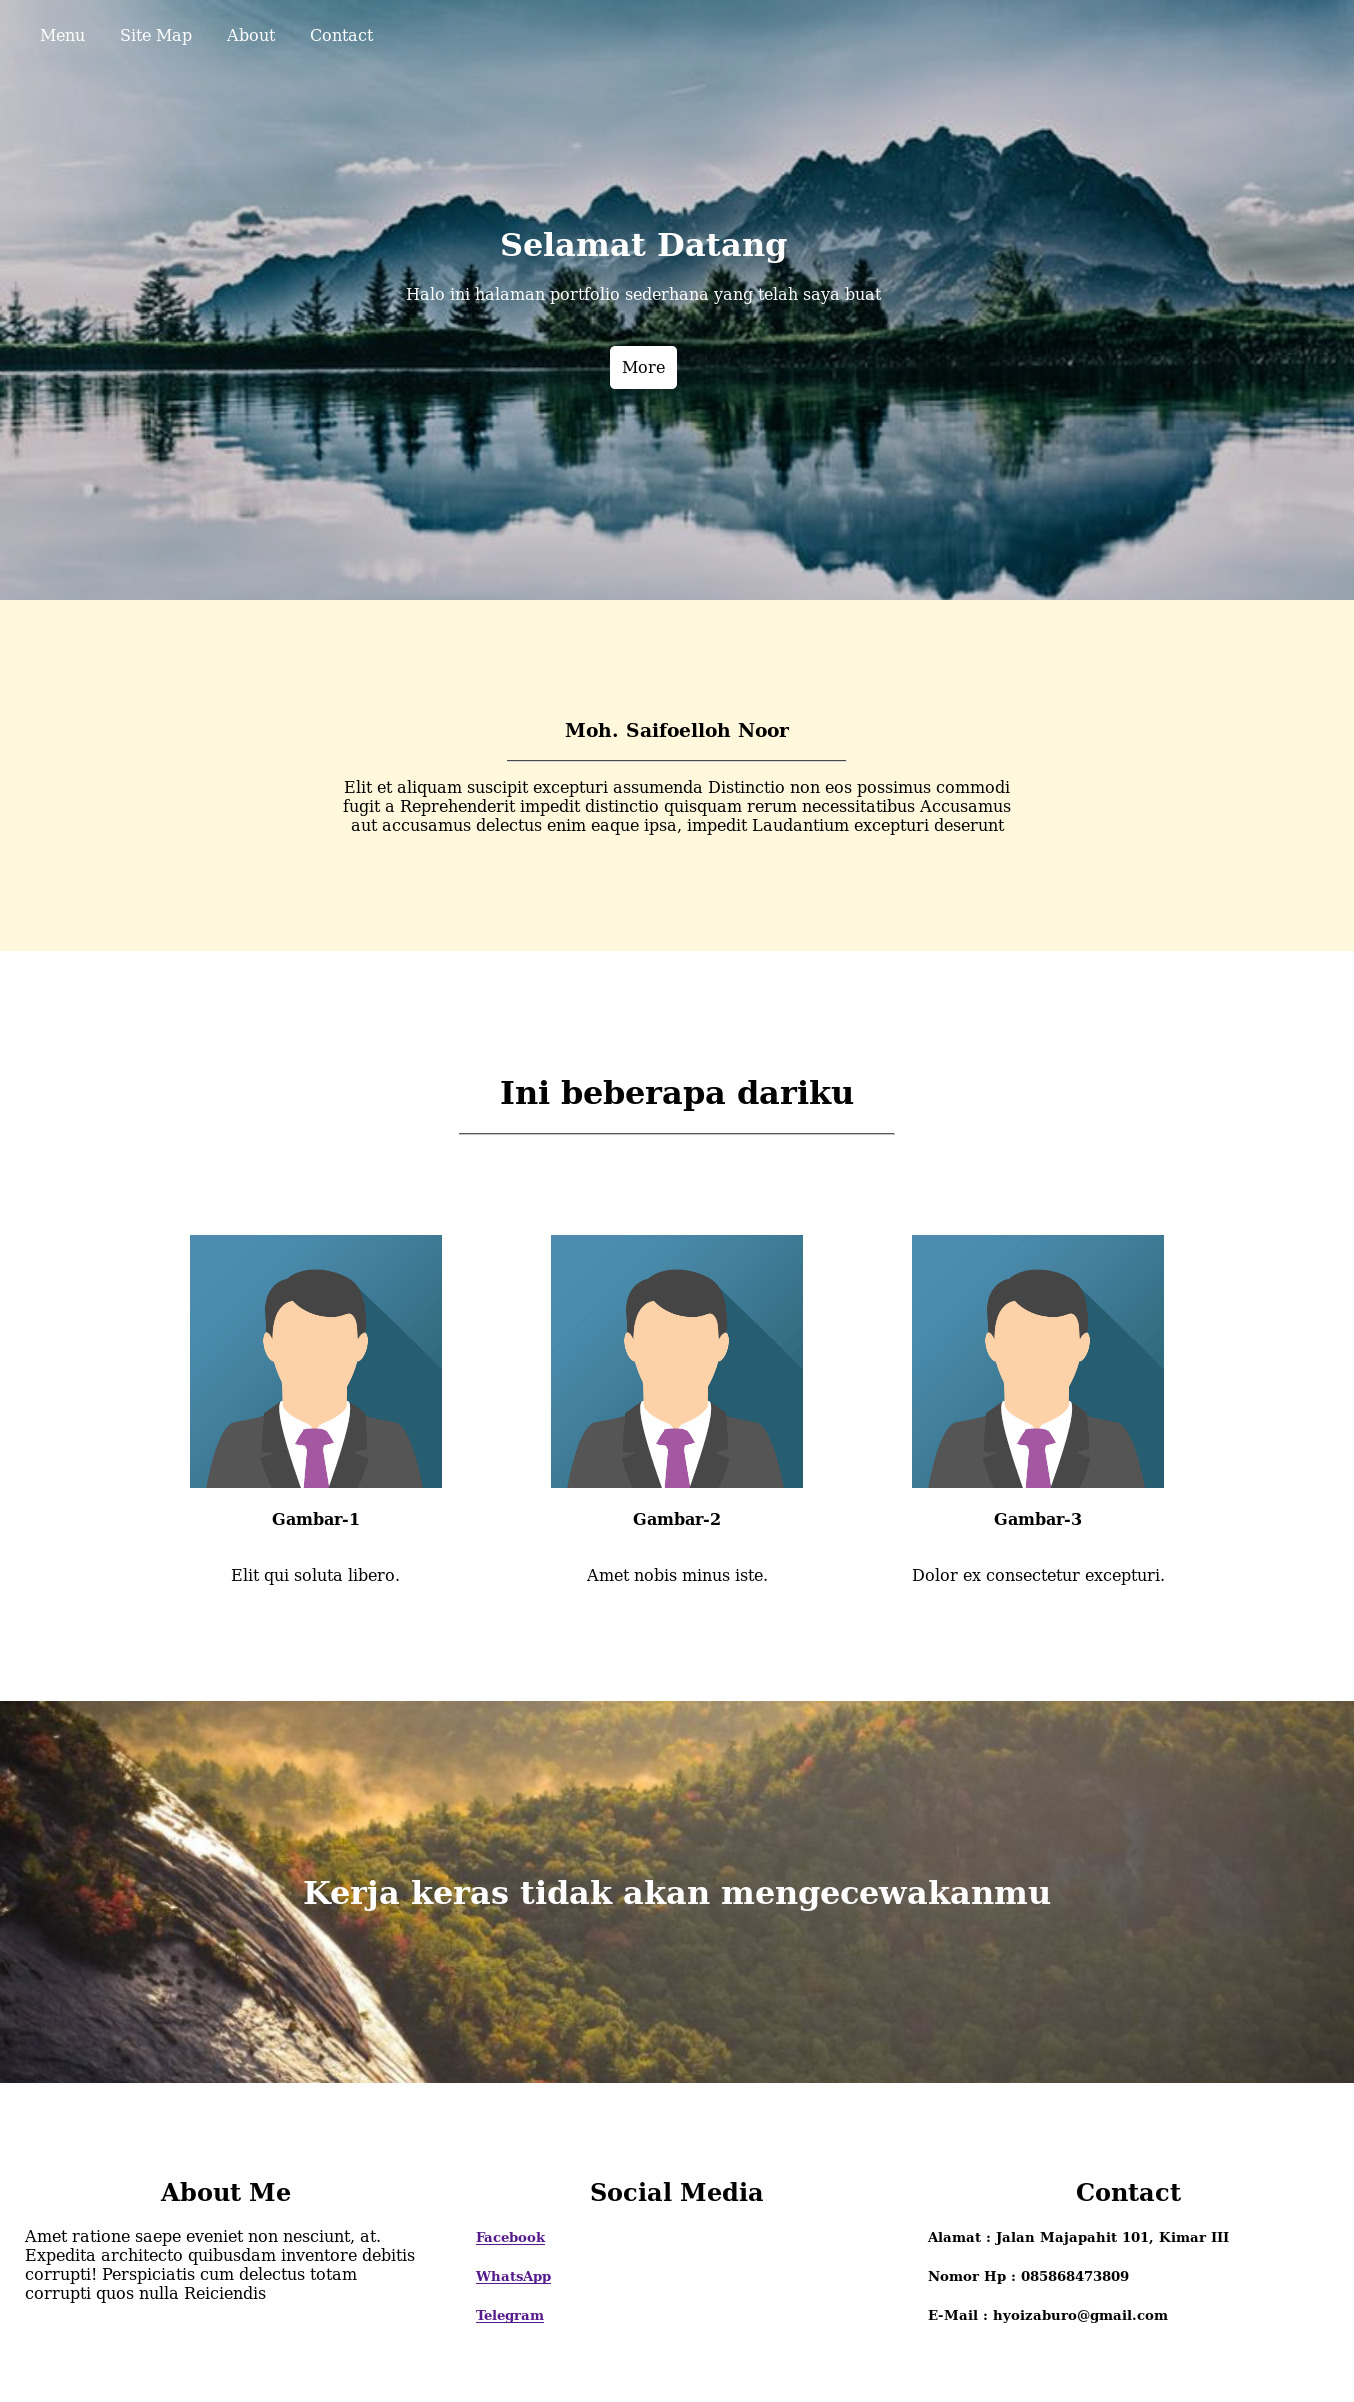 Menu Site Map About Contact
Selamat Datang
Halo ini halaman portfolio sederhana yang telah saya buat
More
Moh. Saifoelloh Noor
Elit et aliquam suscipit excepturi assumenda Distinctio non eos possimus commodi
fugit a Reprehenderit impedit distinctio quisquam rerum necessitatibus Accusamus
aut accusamus delectus enim eaque ipsa, impedit Laudantium excepturi deserunt
Ini beberapa dariku
Gambar-1
Elit qui soluta libero.
Gambar-2
Amet nobis minus iste.
Gambar-3
Dolor ex consectetur excepturi.
Kerja keras tidak akan mengecewakanmu
About Me
Amet ratione saepe eveniet non nesciunt, at.
Expedita architecto quibusdam inventore debitis
corrupti! Perspiciatis cum delectus totam
corrupti quos nulla Reiciendis
Social Media
Facebook
WhatsApp
Telegram
Contact
Alamat : Jalan Majapahit 101, Kimar III
Nomor Hp : 085868473809
E-Mail : hyoizaburo@gmail.com